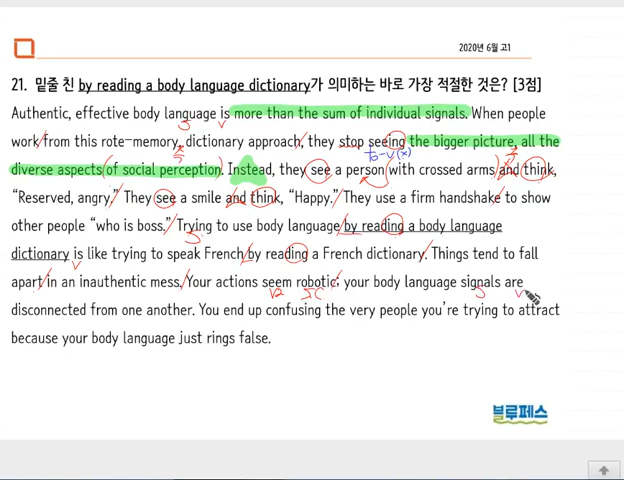 2020년 6월 고1
21. 밑줄 친 by reading a body language dictionary가 의미하는 바로 가장 적절한 것은? [3점]
Authentic, effective body language is more than the sum of individual signals. When people
work from this rote-memory, dictionary approach, they stop seeing the bigger picture, all the
to-v(x)
diverse aspects of social perception. Instead, they see a person with crossed arms and think,
“Reserved, angry.” They see a smile and think, “Happy.” They use a firm handshake to show
other people “who is boss.” Trying to use body language by reading a body language
dictionary is like trying to speak French by reading a French dictionary. Things tend to fall
apart in an inauthentic mess. Your actions seem robotic; your body language signals are
disconnected from one another. You end up confusing the very people you’re trying to attract
because your body language just rings false.
블루페스